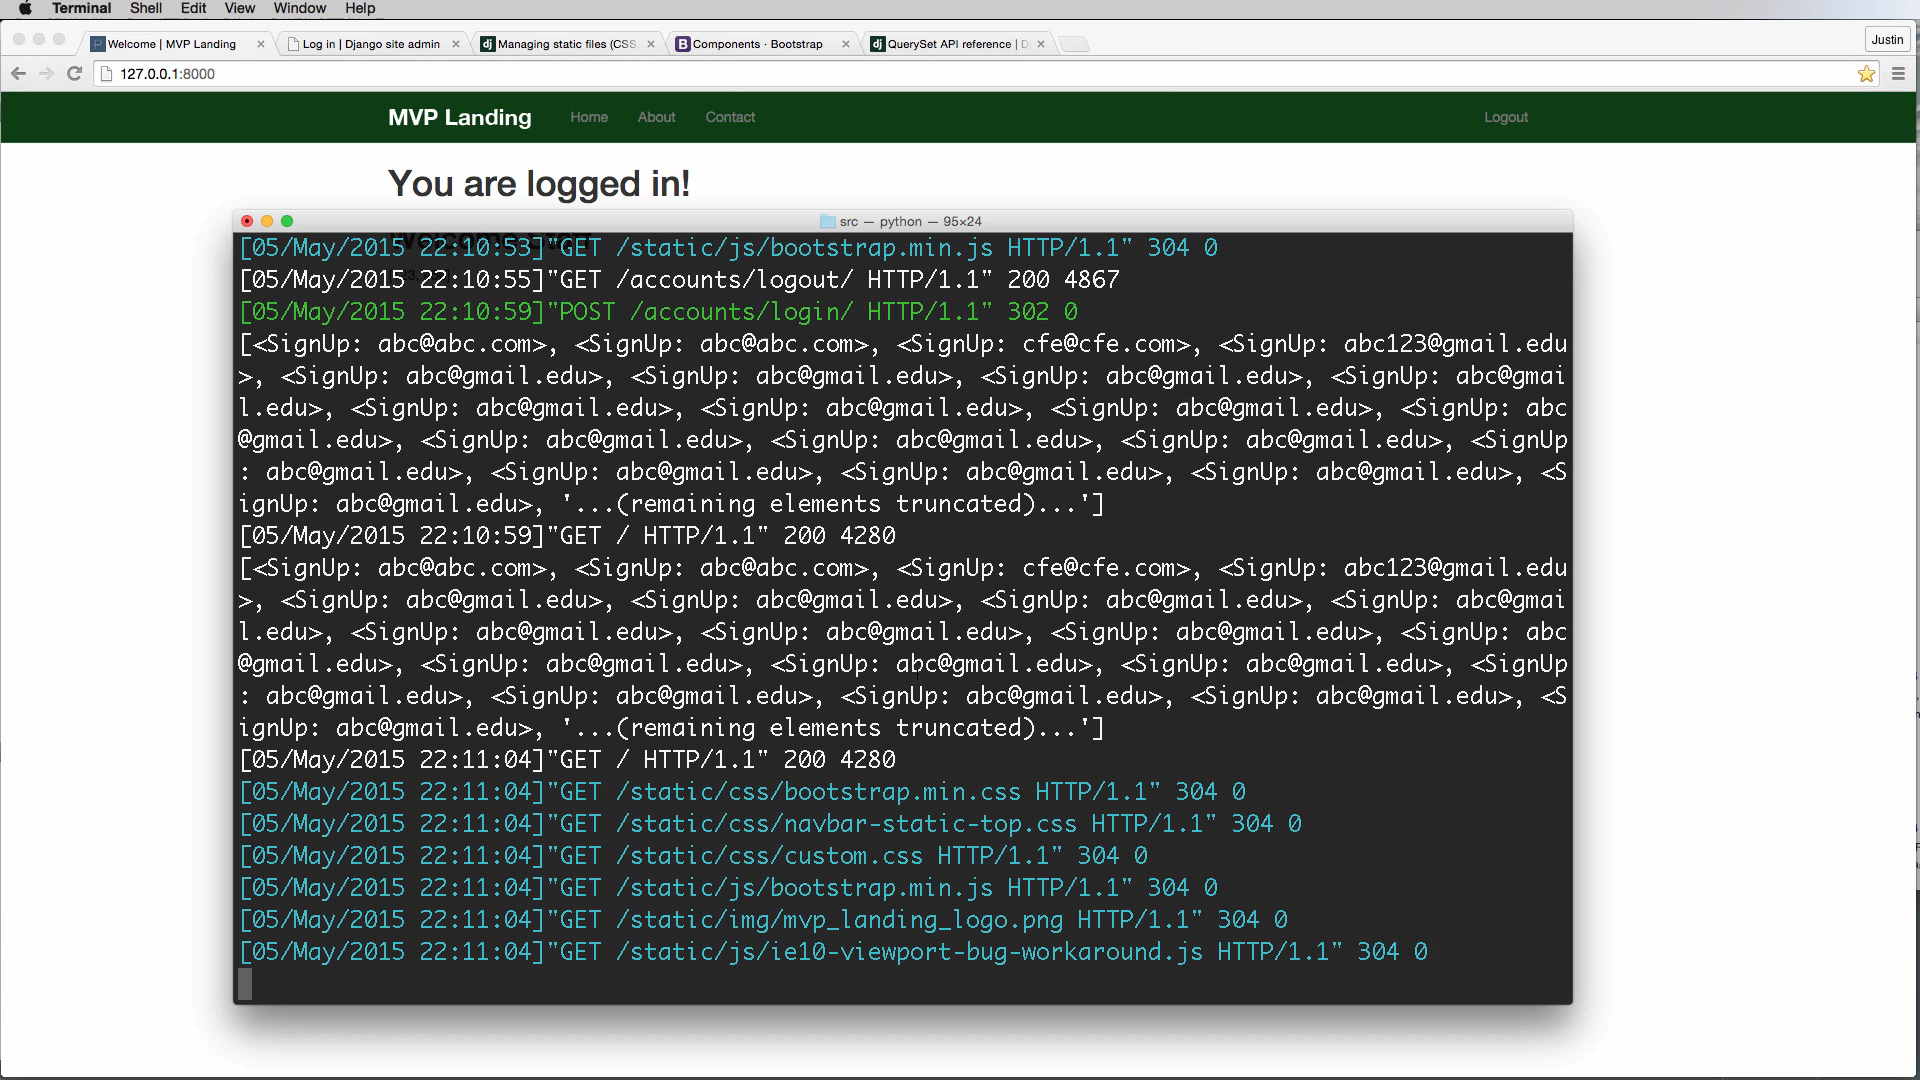 Terminal Shell Edit View Window Help
Welcome | MVP Landing
Log in | Django site admin
Managing static files (CSS,
Components · Bootstrap
QuerySet API reference | D
Justin
127.0.0.1:8000
MVP Landing Home About Contact Logout
You are logged in!
src — python — 95×24
[05/May/2015 22:10:53]"GET /static/js/bootstrap.min.js HTTP/1.1" 304 0
[05/May/2015 22:10:55]"GET /accounts/logout/ HTTP/1.1" 200 4867
[05/May/2015 22:10:59]"POST /accounts/login/ HTTP/1.1" 302 0
[<SignUp: abc@abc.com>, <SignUp: abc@abc.com>, <SignUp: cfe@cfe.com>, <SignUp: abc123@gmail.edu
>, <SignUp: abc@gmail.edu>, <SignUp: abc@gmail.edu>, <SignUp: abc@gmail.edu>, <SignUp: abc@gmai
l.edu>, <SignUp: abc@gmail.edu>, <SignUp: abc@gmail.edu>, <SignUp: abc@gmail.edu>, <SignUp: abc
@gmail.edu>, <SignUp: abc@gmail.edu>, <SignUp: abc@gmail.edu>, <SignUp: abc@gmail.edu>, <SignUp
: abc@gmail.edu>, <SignUp: abc@gmail.edu>, <SignUp: abc@gmail.edu>, <SignUp: abc@gmail.edu>, <S
ignUp: abc@gmail.edu>, '...(remaining elements truncated)...']
[05/May/2015 22:10:59]"GET / HTTP/1.1" 200 4280
[<SignUp: abc@abc.com>, <SignUp: abc@abc.com>, <SignUp: cfe@cfe.com>, <SignUp: abc123@gmail.edu
>, <SignUp: abc@gmail.edu>, <SignUp: abc@gmail.edu>, <SignUp: abc@gmail.edu>, <SignUp: abc@gmai
l.edu>, <SignUp: abc@gmail.edu>, <SignUp: abc@gmail.edu>, <SignUp: abc@gmail.edu>, <SignUp: abc
@gmail.edu>, <SignUp: abc@gmail.edu>, <SignUp: abc@gmail.edu>, <SignUp: abc@gmail.edu>, <SignUp
: abc@gmail.edu>, <SignUp: abc@gmail.edu>, <SignUp: abc@gmail.edu>, <SignUp: abc@gmail.edu>, <S
ignUp: abc@gmail.edu>, '...(remaining elements truncated)...']
[05/May/2015 22:11:04]"GET / HTTP/1.1" 200 4280
[05/May/2015 22:11:04]"GET /static/css/bootstrap.min.css HTTP/1.1" 304 0
[05/May/2015 22:11:04]"GET /static/css/navbar-static-top.css HTTP/1.1" 304 0
[05/May/2015 22:11:04]"GET /static/css/custom.css HTTP/1.1" 304 0
[05/May/2015 22:11:04]"GET /static/js/bootstrap.min.js HTTP/1.1" 304 0
[05/May/2015 22:11:04]"GET /static/img/mvp_landing_logo.png HTTP/1.1" 304 0
[05/May/2015 22:11:04]"GET /static/js/ie10-viewport-bug-workaround.js HTTP/1.1" 304 0